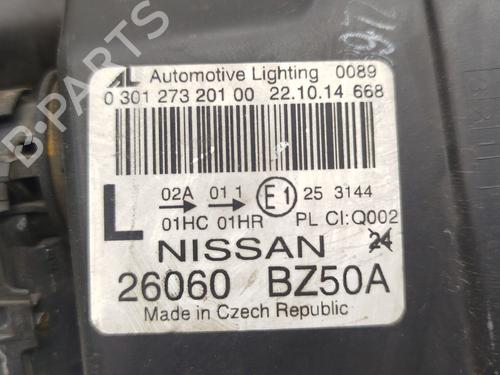 AL Automotive Lighting 0089
0 301 273 201 00 22.10.14 668
L
02A 01 1 E1 25 3144
01HC 01HR PL CI:Q002
24
NISSAN
26060 BZ50A
Made in Czech Republic
B-PARTS